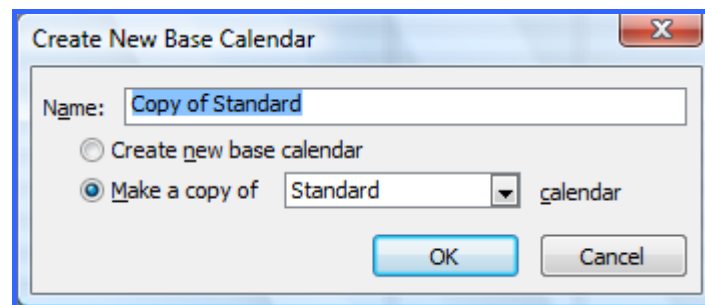 Create New Base Calendar
Name: Copy of Standard
Create new base calendar
Make a copy of Standard calendar
OK Cancel